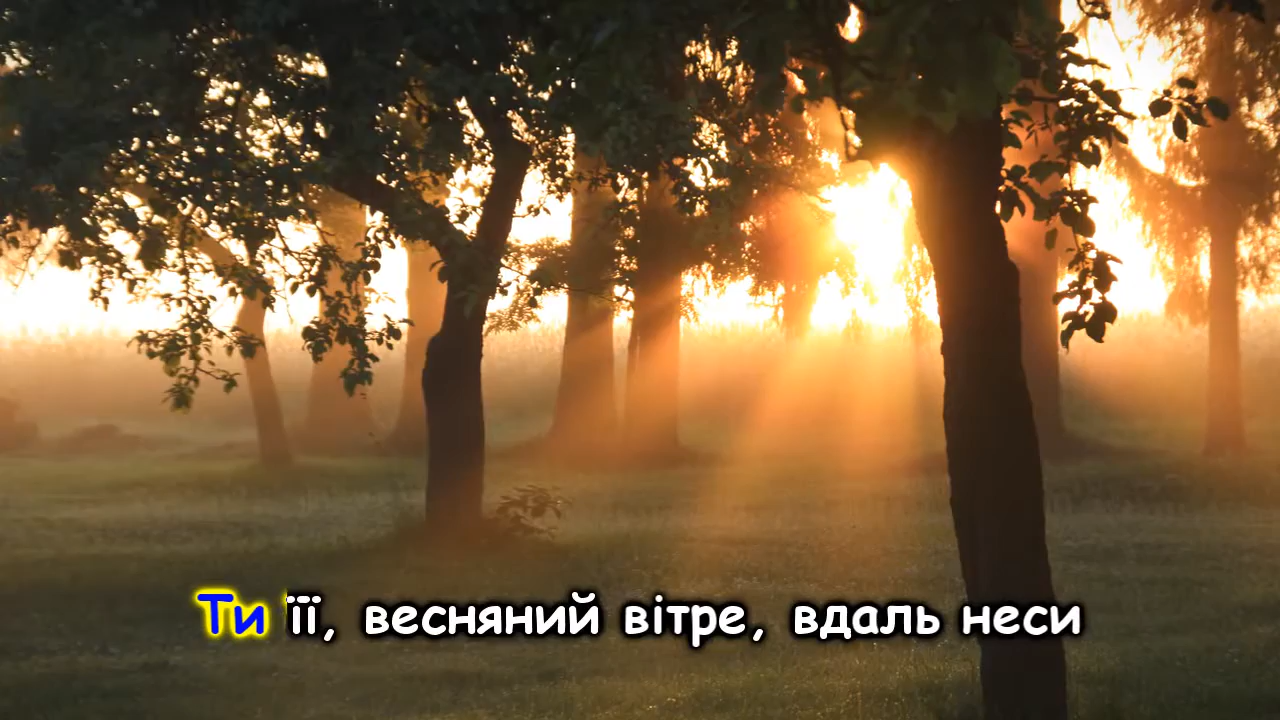 Ти її, весняний вітре, вдаль неси